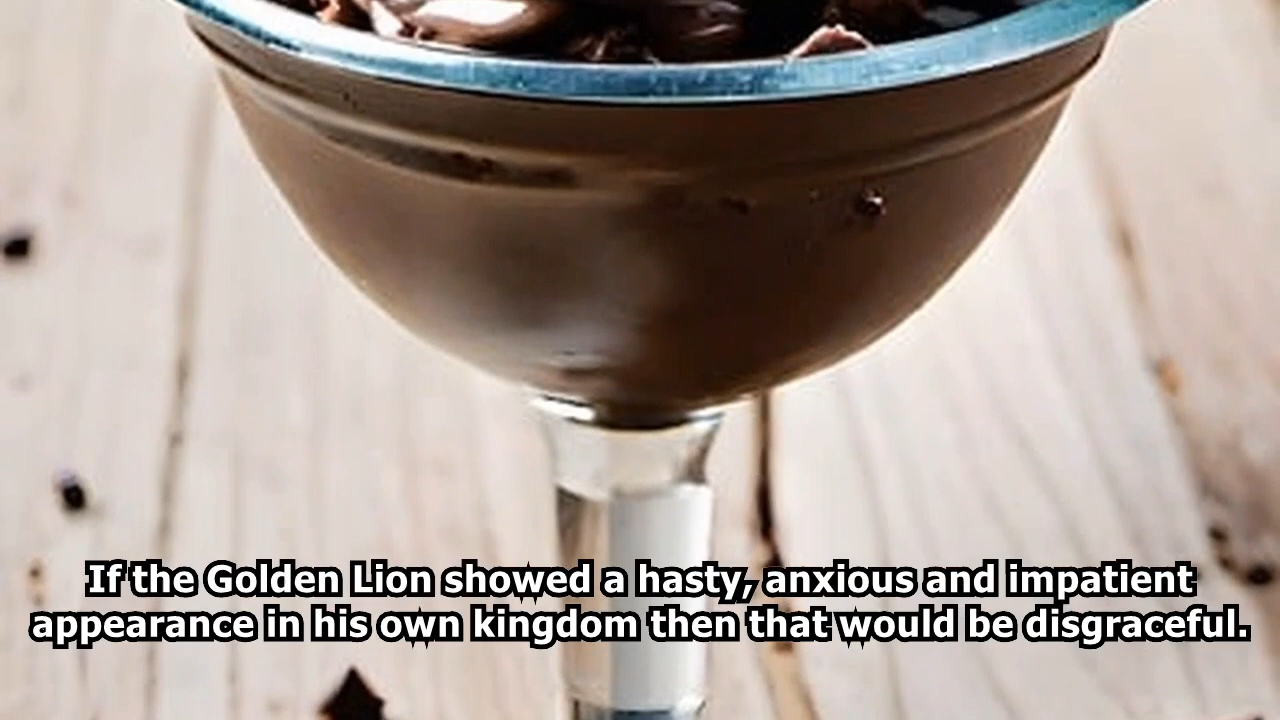 If the Golden Lion showed a hasty, anxious and impatient
appearance in his own kingdom then that would be disgraceful.